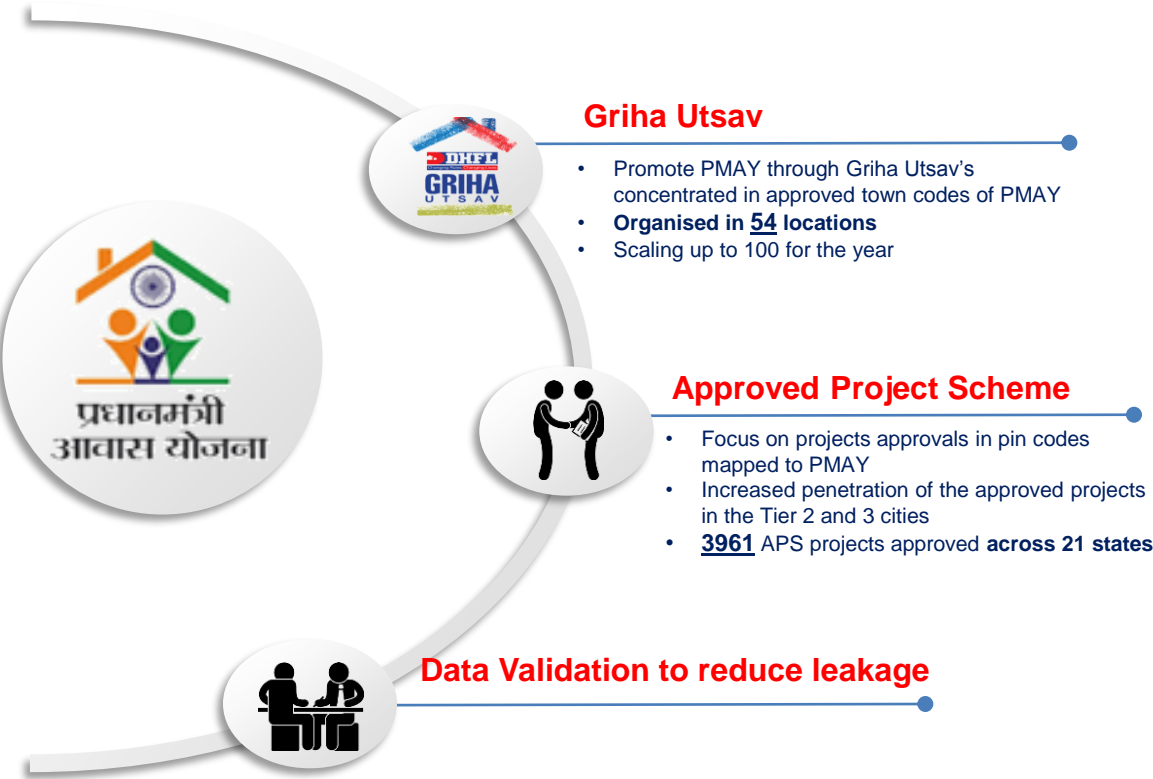 Griha Utsav
DHFL
GRIHA
UTSAV
• Promote PMAY through Griha Utsav’s
concentrated in approved town codes of PMAY
• Organised in 54 locations
• Scaling up to 100 for the year
प्रधानमंत्री
आवास योजना
Approved Project Scheme
• Focus on projects approvals in pin codes
mapped to PMAY
• Increased penetration of the approved projects
in the Tier 2 and 3 cities
• 3961 APS projects approved across 21 states
Data Validation to reduce leakage